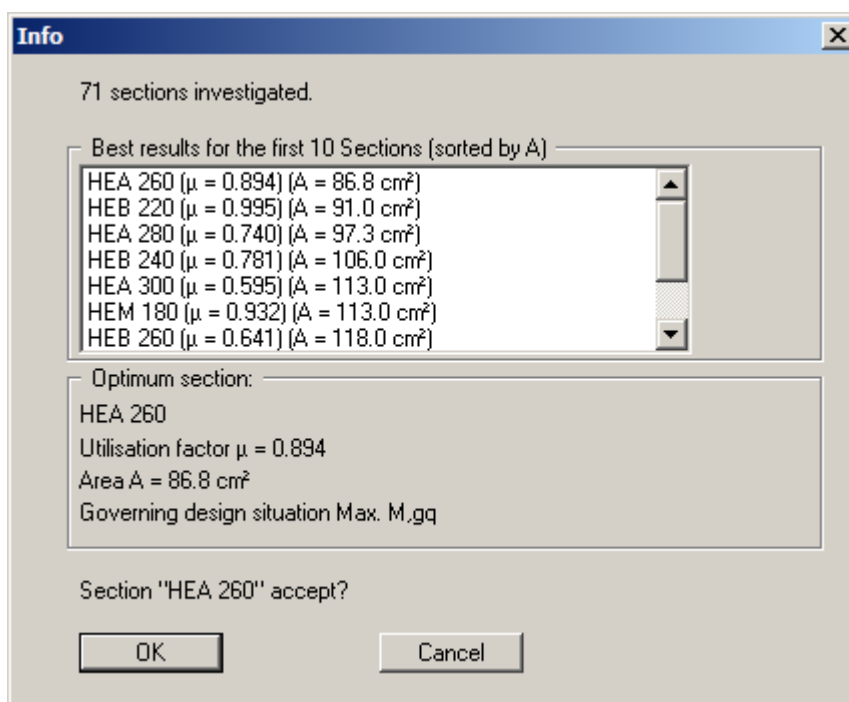 Info
71 sections investigated.
Best results for the first 10 Sections (sorted by A)
HEA 260 (μ = 0.894) (A = 86.8 cm²)
HEB 220 (μ = 0.995) (A = 91.0 cm²)
HEA 280 (μ = 0.740) (A = 97.3 cm²)
HEB 240 (μ = 0.781) (A = 106.0 cm²)
HEA 300 (μ = 0.595) (A = 113.0 cm²)
HEM 180 (μ = 0.932) (A = 113.0 cm²)
HEB 260 (μ = 0.641) (A = 118.0 cm²)
Optimum section:
HEA 260
Utilisation factor μ = 0.894
Area A = 86.8 cm²
Governing design situation Max. M,gq
Section "HEA 260" accept?
OK
Cancel